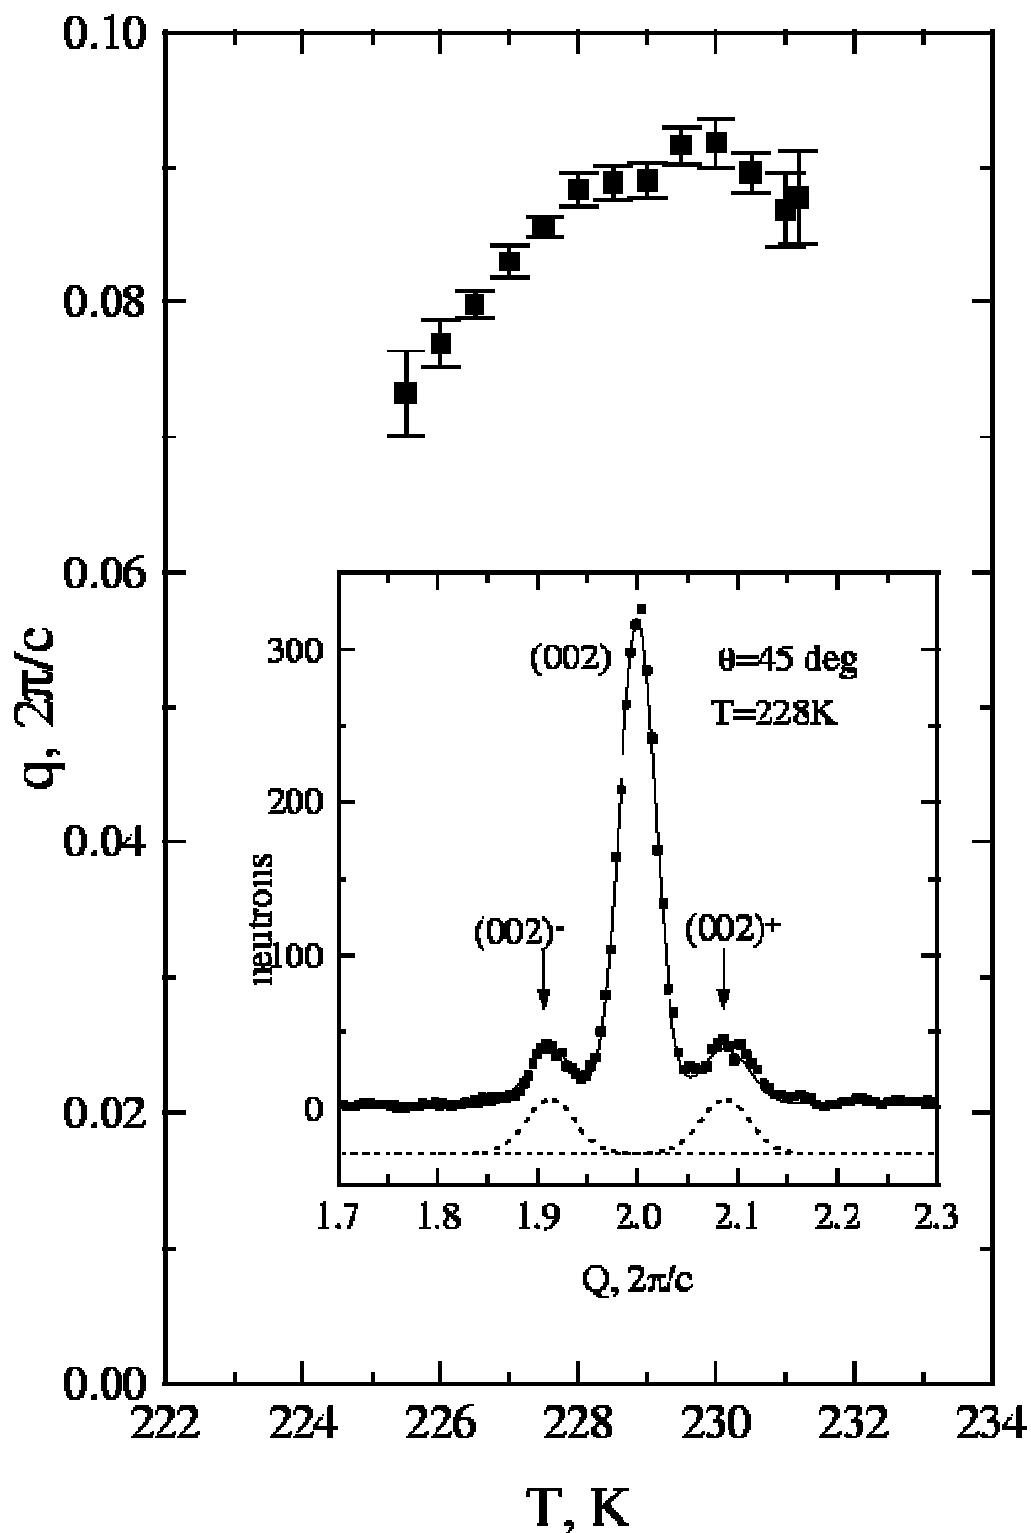 0.10
0.08
0.06
0.04
0.02
0.00
q, 2π/c
222 224 226 228 230 232 234
T, K
300
200
100
0
neutrons
(002)
θ=45 deg
T=228K
(002)-
(002)+
1.7 1.8 1.9 2.0 2.1 2.2 2.3
Q, 2π/c